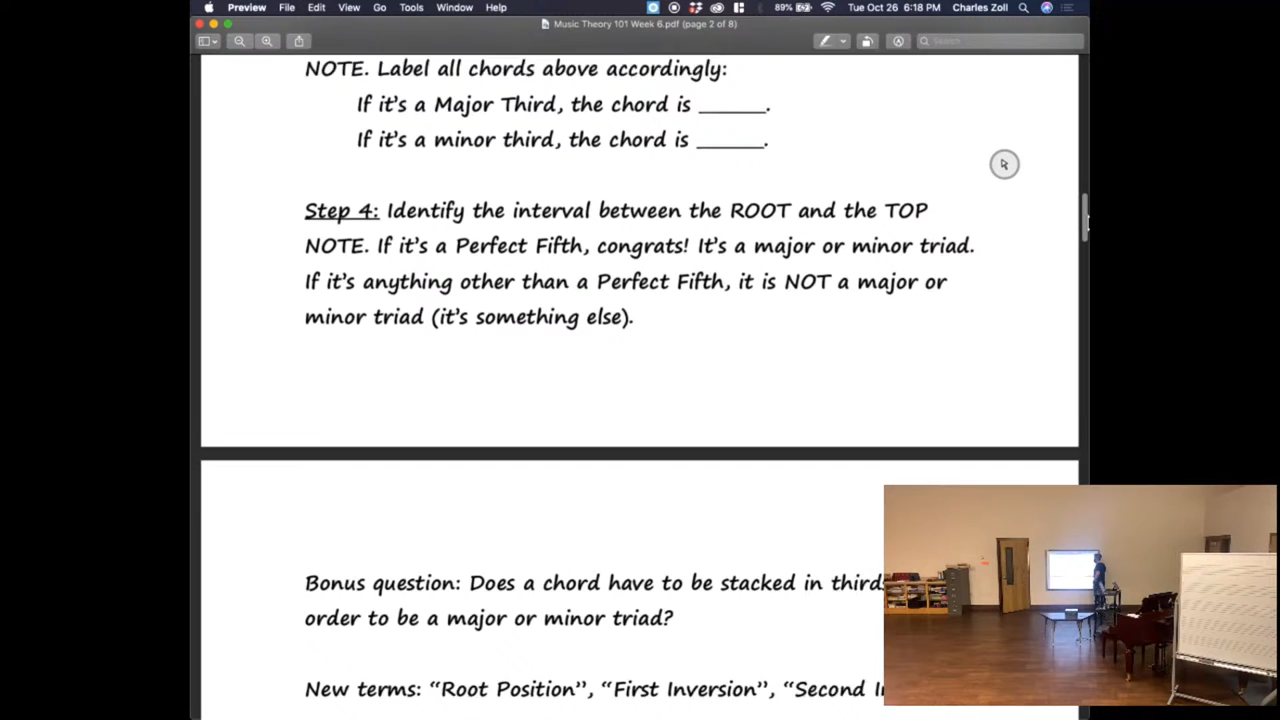 Preview File Edit View Go Tools Window Help 89% Tue Oct 26 6:18 PM Charles Zoll
Music Theory 101 Week 6.pdf (page 2 of 8)
Search
NOTE. Label all chords above accordingly:
If it's a Major Third, the chord is ______.
If it's a minor third, the chord is ______.
Step 4: Identify the interval between the ROOT and the TOP
NOTE. If it's a Perfect Fifth, congrats! It's a major or minor triad.
If it's anything other than a Perfect Fifth, it is NOT a major or
minor triad (it's something else).
Bonus question: Does a chord have to be stacked in thirds
order to be a major or minor triad?
New terms: “Root Position”, “First Inversion”, “Second In